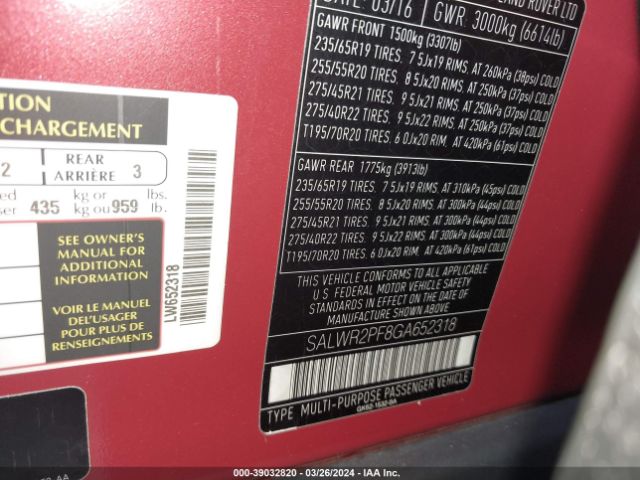 TION
CHARGEMENT
2 REAR 3
ARRIÈRE
kg or lbs.
435 kg ou 959 lb.
SEE OWNER'S
MANUAL FOR
ADDITIONAL
INFORMATION
VOIR LE MANUEL
DEL'USAGER
POUR PLUS DE
RENSEIGNEMENTS
LW652318
LAND ROVER LTD
DATE: 03/16 GWR: 3000kg (6614lb)
GAWR FRONT 1500kg (3307lb)
235/65R19 TIRES. 7 5Jx19 RIMS. AT 260kPa (38psi) COLD
255/55R20 TIRES. 8 5Jx20 RIMS. AT 250kPa (37psi) COLD
275/45R21 TIRES. 9 5Jx21 RIMS. AT 250kPa (37psi) COLD
275/40R22 TIRES. 9 5Jx22 RIMS. AT 250kPa (37psi) COLD
T195/70R20 TIRES. 6 0Jx20 RIM. AT 420kPa (61psi) COLD
GAWR REAR 1775kg (3913lb)
235/65R19 TIRES. 7 5Jx19 RIMS. AT 310kPa (45psi) COLD
255/55R20 TIRES. 8 5Jx20 RIMS. AT 300kPa (44psi) COLD
275/45R21 TIRES. 9 5Jx21 RIMS. AT 300kPa (44psi) COLD
275/40R22 TIRES. 9 5Jx22 RIMS. AT 300kPa (44psi) COLD
T195/70R20 TIRES. 6 0Jx20 RIM. AT 420kPa (61psi) COLD
THIS VEHICLE CONFORMS TO ALL APPLICABLE
U S FEDERAL MOTOR VEHICLE SAFETY
STANDARDS IN EFFECT ON THE DATE OF
MANUFACTURE SHOWN ABOVE
SALWR2PF8GA652318
TYPE MULTI-PURPOSE PASSENGER VEHICLE
000-39032820 | 03/26/2024 | IAA Proprietary